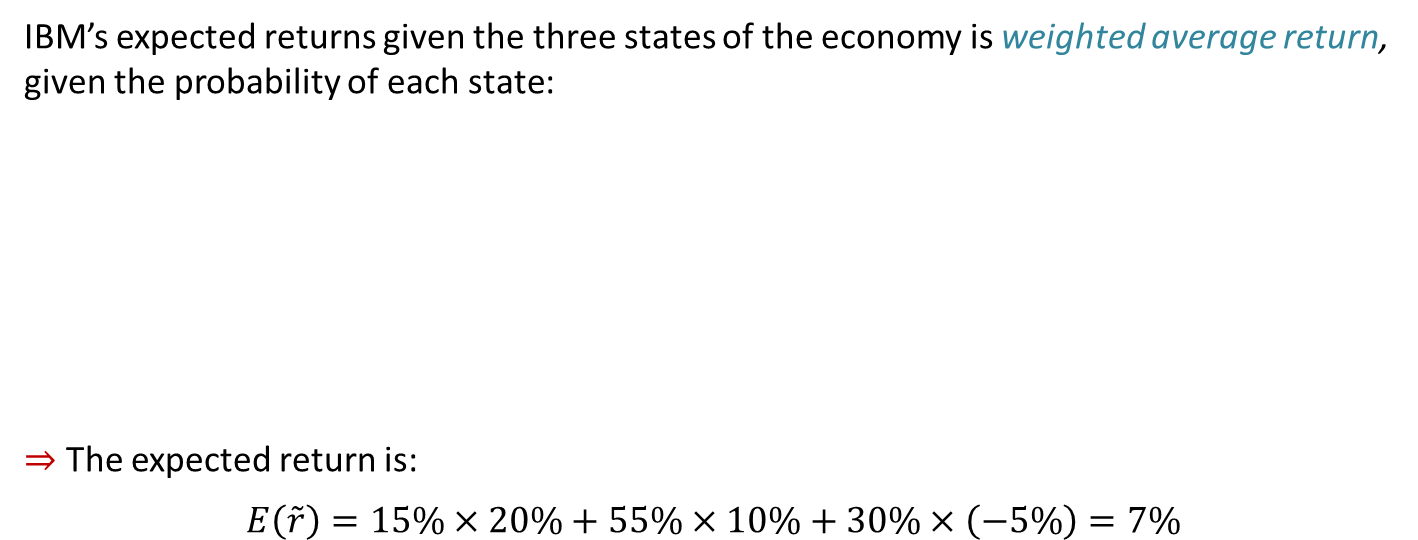 IBM’s expected returns given the three states of the economy is weighted average return,
given the probability of each state:
⇒ The expected return is:
E(r̃) = 15% × 20% + 55% × 10% + 30% × (−5%) = 7%